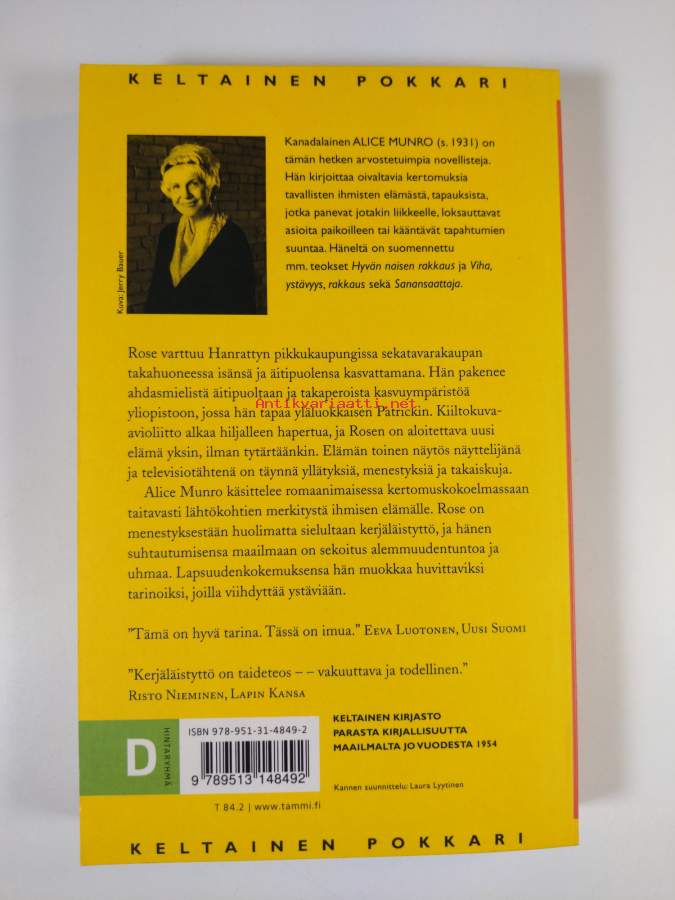 KELTAINEN POKKARI
Kuva: Jerry Bauer
Kanadalainen ALICE MUNRO (s. 1931) on
tämän hetken arvostetuimpia novellisteja.
Hän kirjoittaa oivaltavia kertomuksia
tavallisten ihmisten elämästä, tapauksista,
jotka panevat jotakin liikkeelle, loksauttavat
asioita paikoilleen tai kääntävät tapahtumien
suuntaa. Häneltä on suomennettu
mm. teokset Hyvän naisen rakkaus ja Viha,
ystävyys, rakkaus sekä Sanansaattaja.
Rose varttuu Hanrattyn pikkukaupungissa sekatavarakaupan
takahuoneessa isänsä ja äitipuolensa kasvattamana. Hän pakenee
ahdasmielistä äitipuoltaan ja takaperoista kasvuympäristöä
Antikvariaatti.net
yliopistoon, jossa hän tapaa yläluokkaisen Patrickin. Kiiltokuva-
avioliitto alkaa hiljalleen hapertua, ja Rosen on aloitettava uusi
elämä yksin, ilman tytärtäänkin. Elämän toinen näytös näyttelijänä
ja televisiotähtenä on täynnä yllätyksiä, menestyksiä ja takaiskuja.
Alice Munro käsittelee romaanimaisessa kertomuskokoelmassaan
taitavasti lähtökohtien merkitystä ihmisen elämälle. Rose on
menestyksestään huolimatta sielultaan kerjäläistyttö, ja hänen
suhtautumisensa maailmaan on sekoitus alemmuudentuntoa ja
uhmaa. Lapsuudenkokemuksensa hän muokkaa huvittaviksi
tarinoiksi, joilla viihdyttää ystäviään.
”Tämä on hyvä tarina. Tässä on imua.” Eeva Luotonen, Uusi Suomi
”Kerjäläistyttö on taideteos – – vakuuttava ja todellinen.”
Risto Nieminen, Lapin Kansa
D
HINTARYHMÄ
ISBN 978-951-31-4849-2
9 789513 148492
T 84.2 | www.tammi.fi
KELTAINEN KIRJASTO
PARASTA KIRJALLISUUTTA
MAAILMALTA JO VUODESTA 1954
Kannen suunnittelu: Laura Lyytinen
KELTAINEN POKKARI